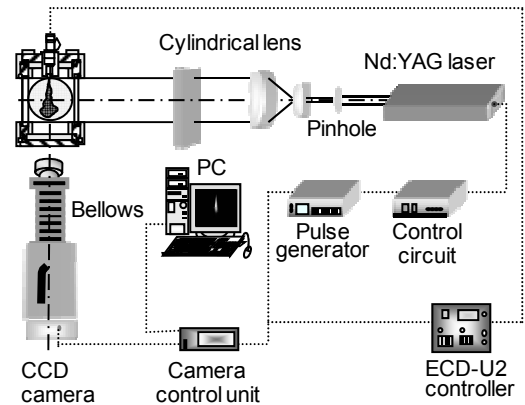 Cylindrical lens
Nd:YAG laser
Pinhole
PC
Bellows
Pulse
generator
Control
circuit
CCD
camera
Camera
control unit
ECD-U2
controller